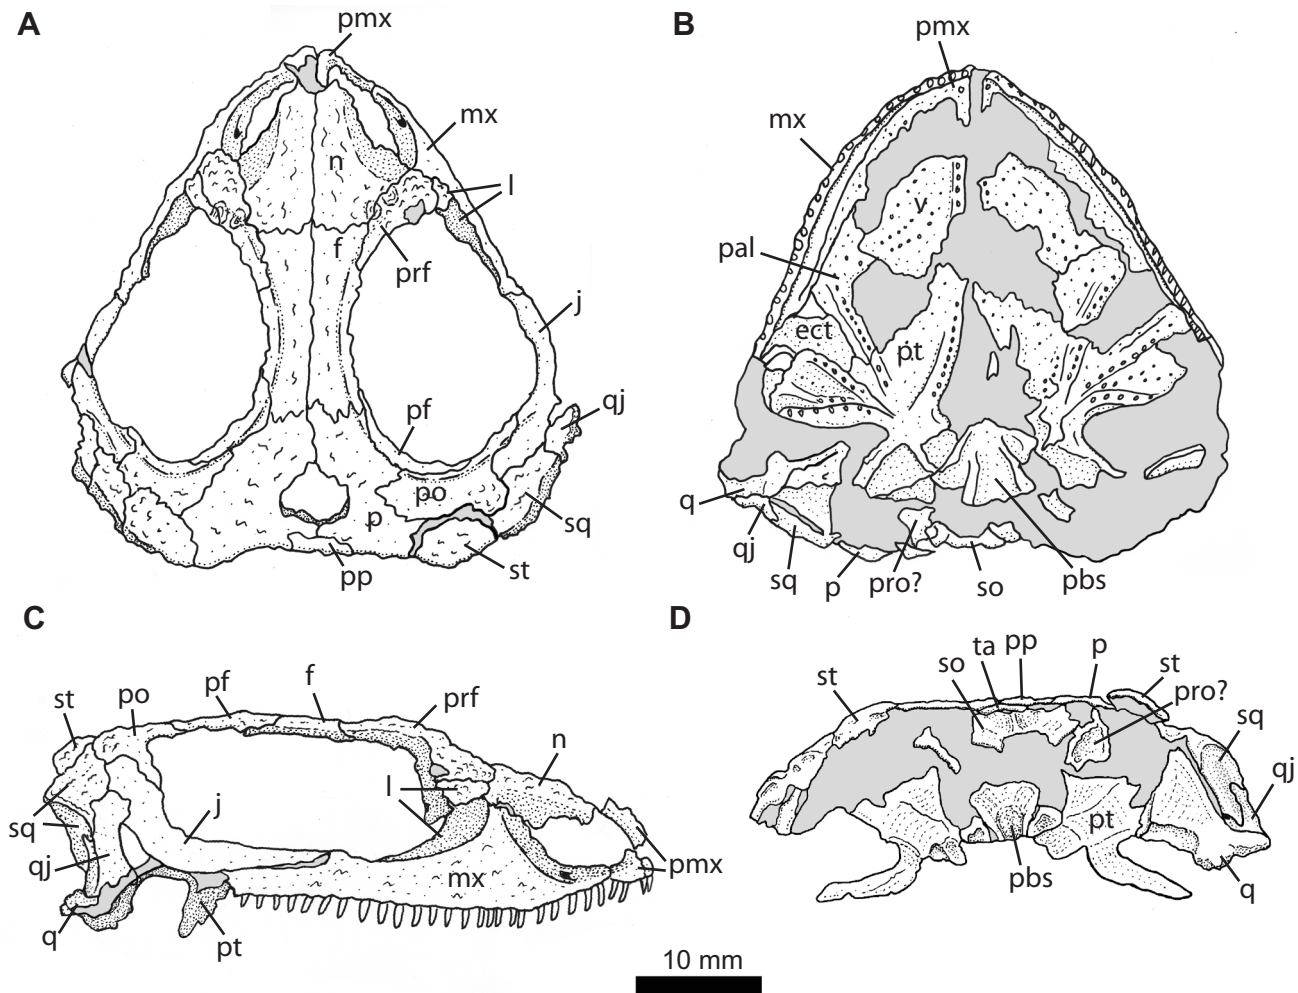 A
pmx
mx
n
l
f
prf
j
pf
qj
po
p
sq
st
pp
B
pmx
mx
v
pal
ect
pt
q
qj
sq
p
pro?
so
pbs
C
st
po
pf
f
prf
n
l
j
sq
qj
mx
pmx
q
pt
D
st
so
ta
pp
p
st
pro?
sq
qj
pt
pbs
q
10 mm